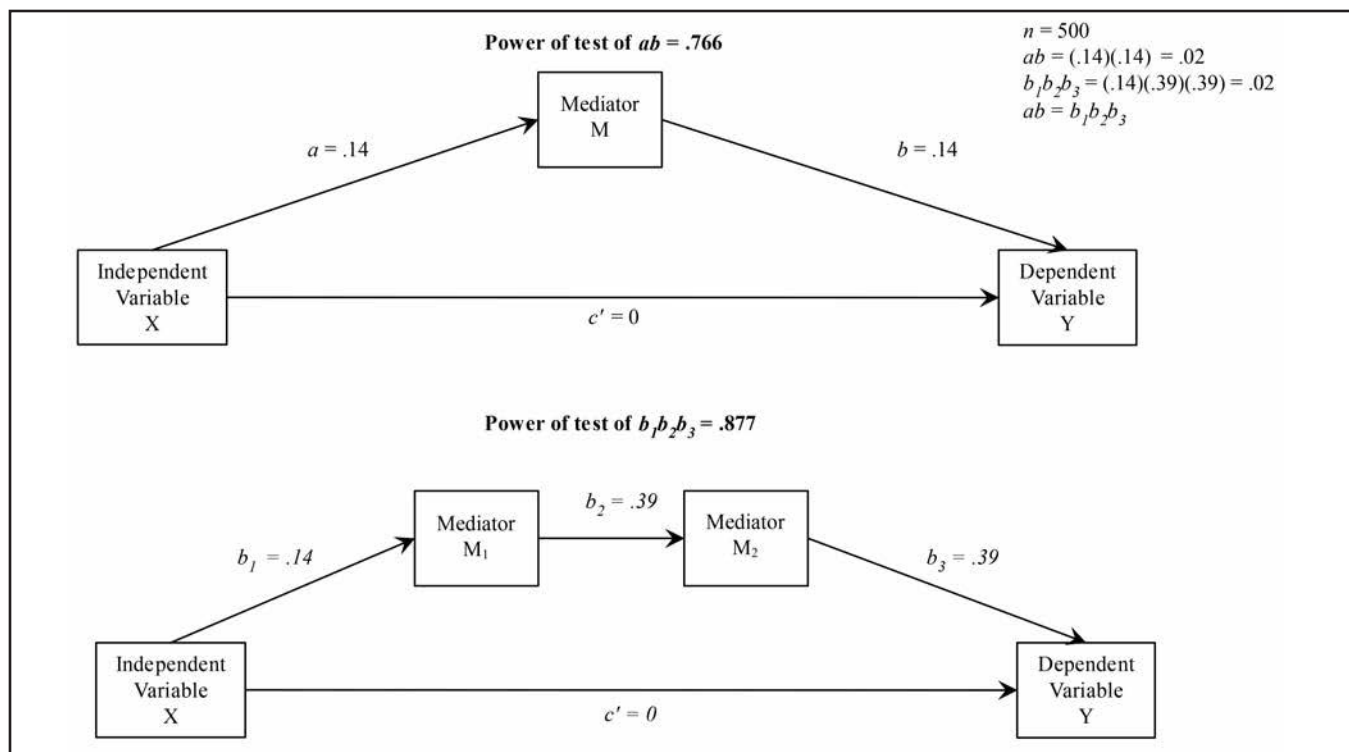 Power of test of ab = .766
n = 500
ab = (.14)(.14) = .02
b₁b₂b₃ = (.14)(.39)(.39) = .02
ab = b₁b₂b₃
Mediator
M
a = .14
b = .14
Independent
Variable
X
Dependent
Variable
Y
c′ = 0
Power of test of b₁b₂b₃ = .877
b₂ = .39
Mediator
M₁
Mediator
M₂
b₁ = .14
b₃ = .39
Independent
Variable
X
Dependent
Variable
Y
c′ = 0